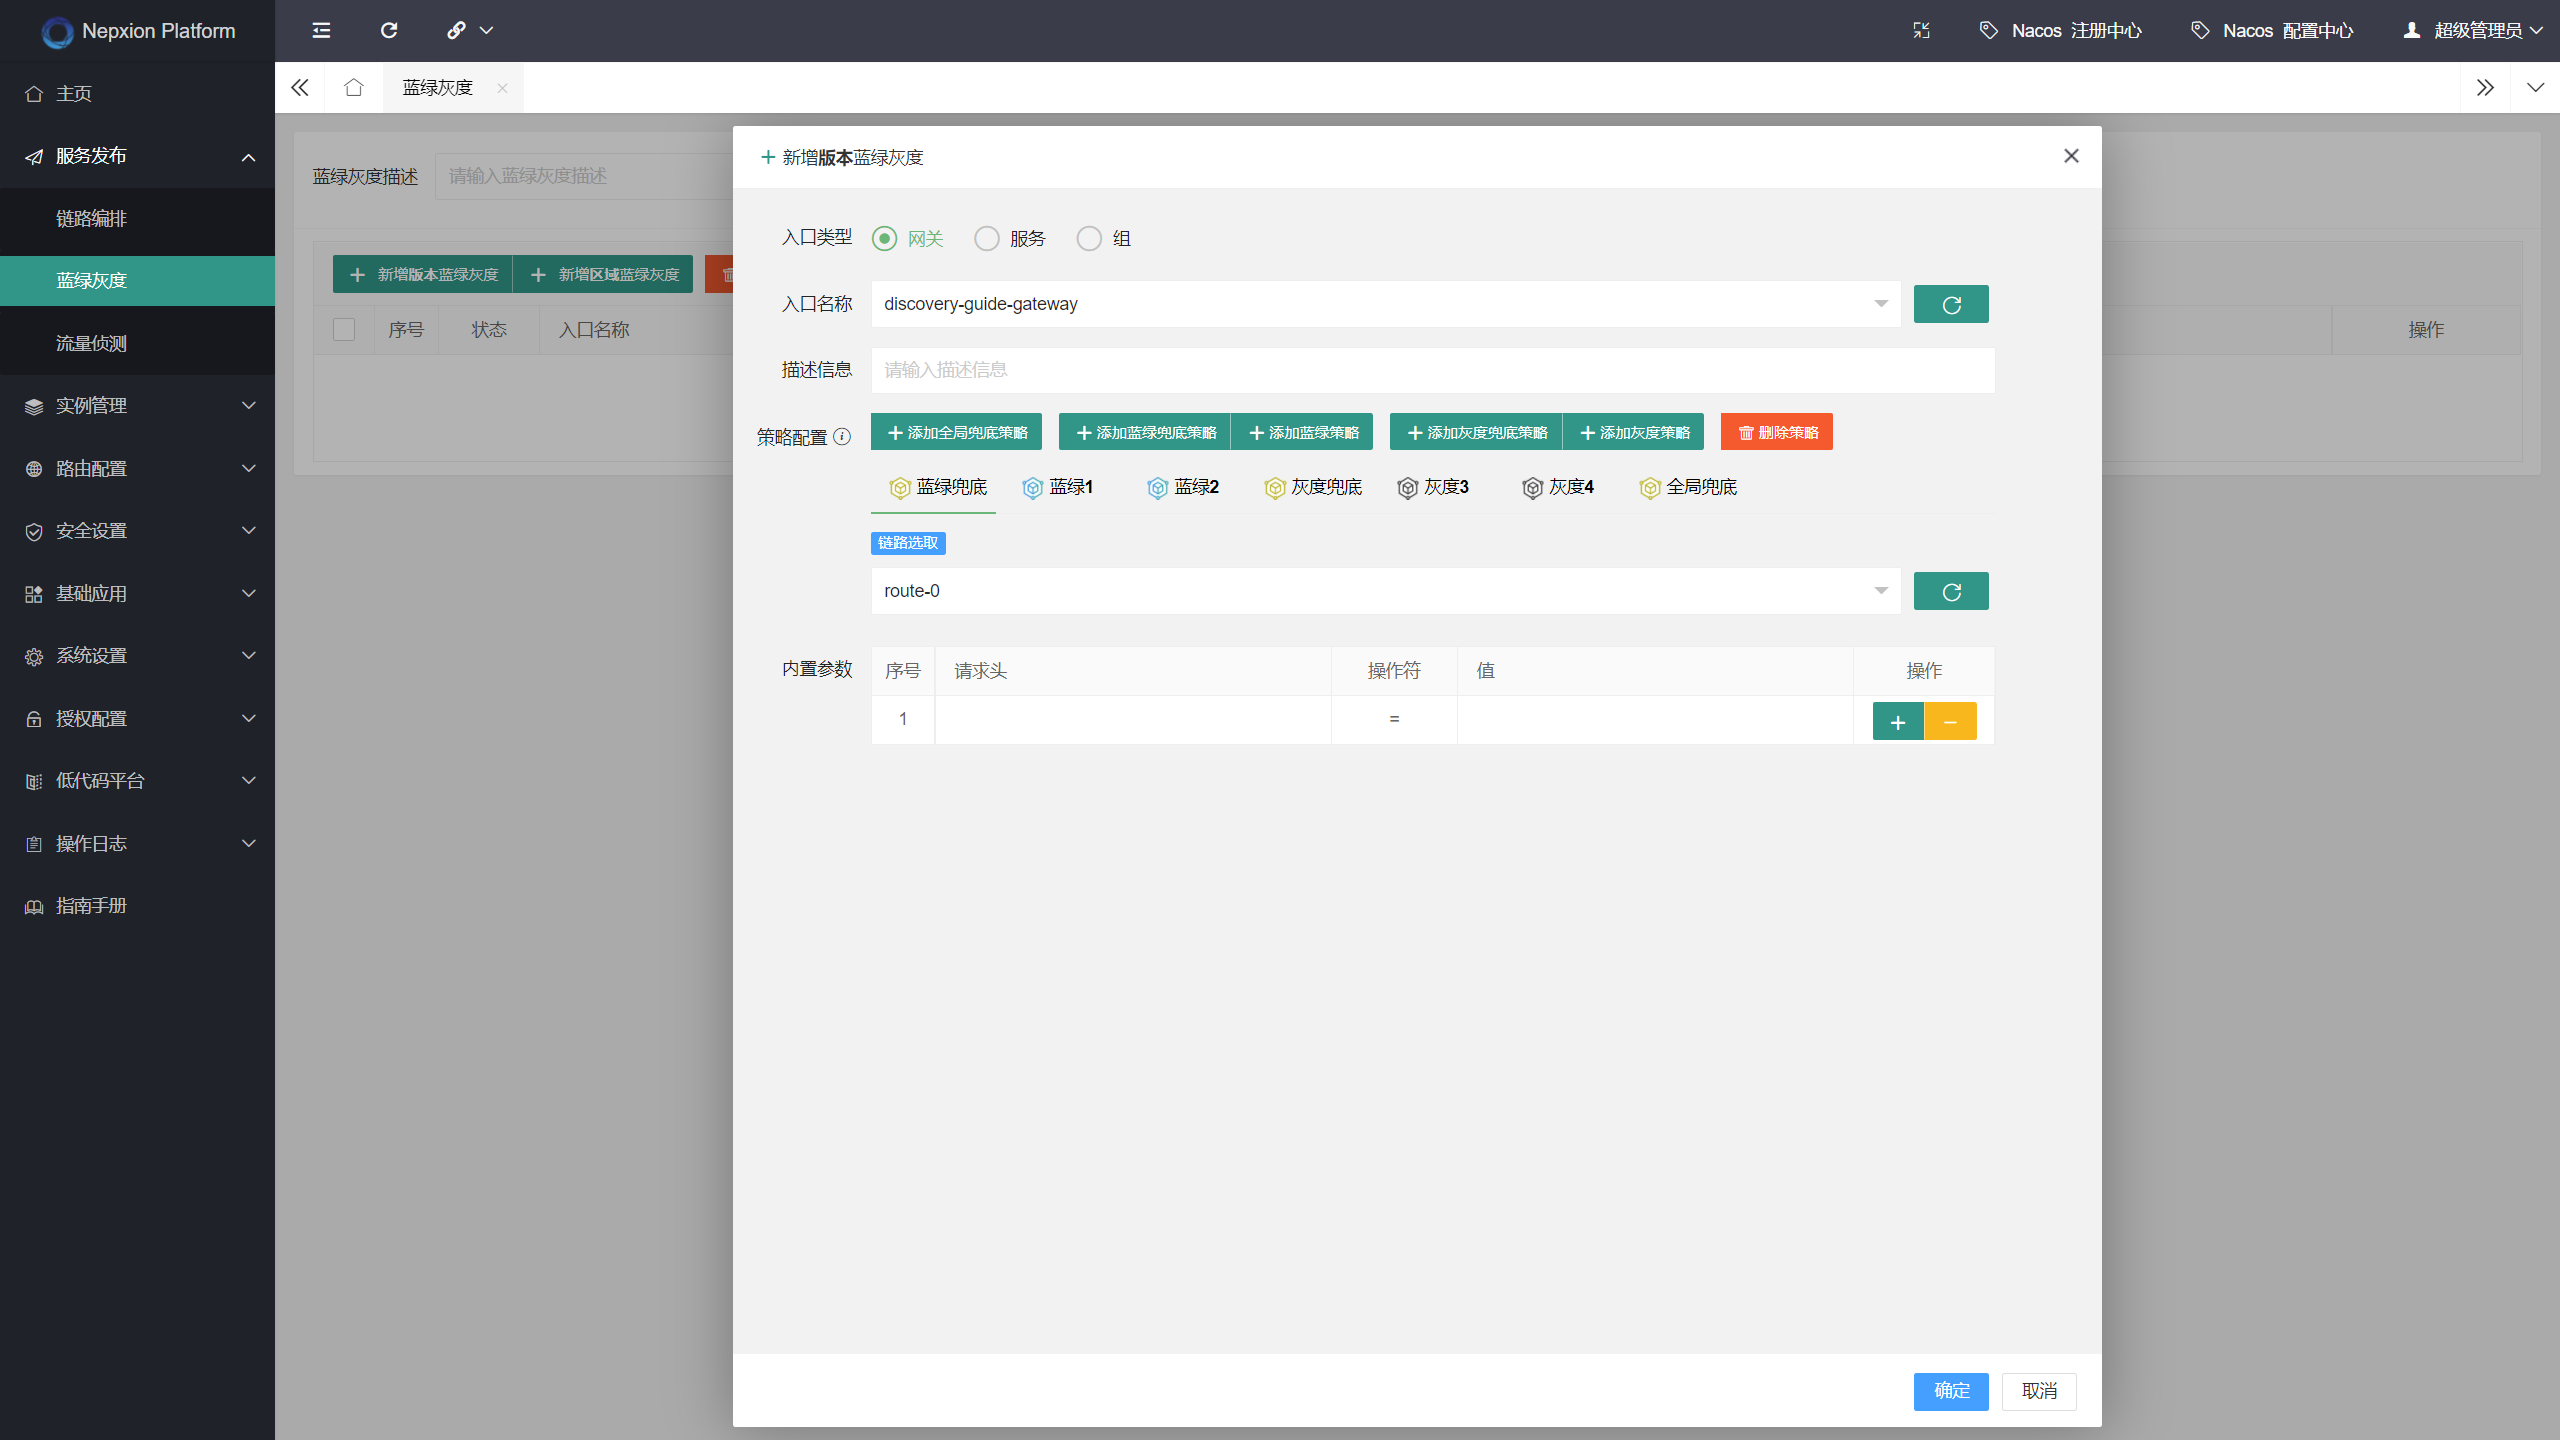 Nepxion Platform
Nacos 注册中心
Nacos 配置中心
超级管理员
主页
服务发布
链路编排
蓝绿灰度
流量侦测
实例管理
路由配置
安全设置
基础应用
系统设置
授权配置
低代码平台
操作日志
指南手册
蓝绿灰度
蓝绿灰度描述
请输入蓝绿灰度描述
新增版本蓝绿灰度
新增区域蓝绿灰度
序号
状态
入口名称
操作
新增版本蓝绿灰度
入口类型
网关
服务
组
入口名称
discovery-guide-gateway
描述信息
请输入描述信息
策略配置
添加全局兜底策略
添加蓝绿兜底策略
添加蓝绿策略
添加灰度兜底策略
添加灰度策略
删除策略
蓝绿兜底
蓝绿1
蓝绿2
灰度兜底
灰度3
灰度4
全局兜底
链路选取
route-0
内置参数
序号
请求头
操作符
值
操作
1
=
确定
取消